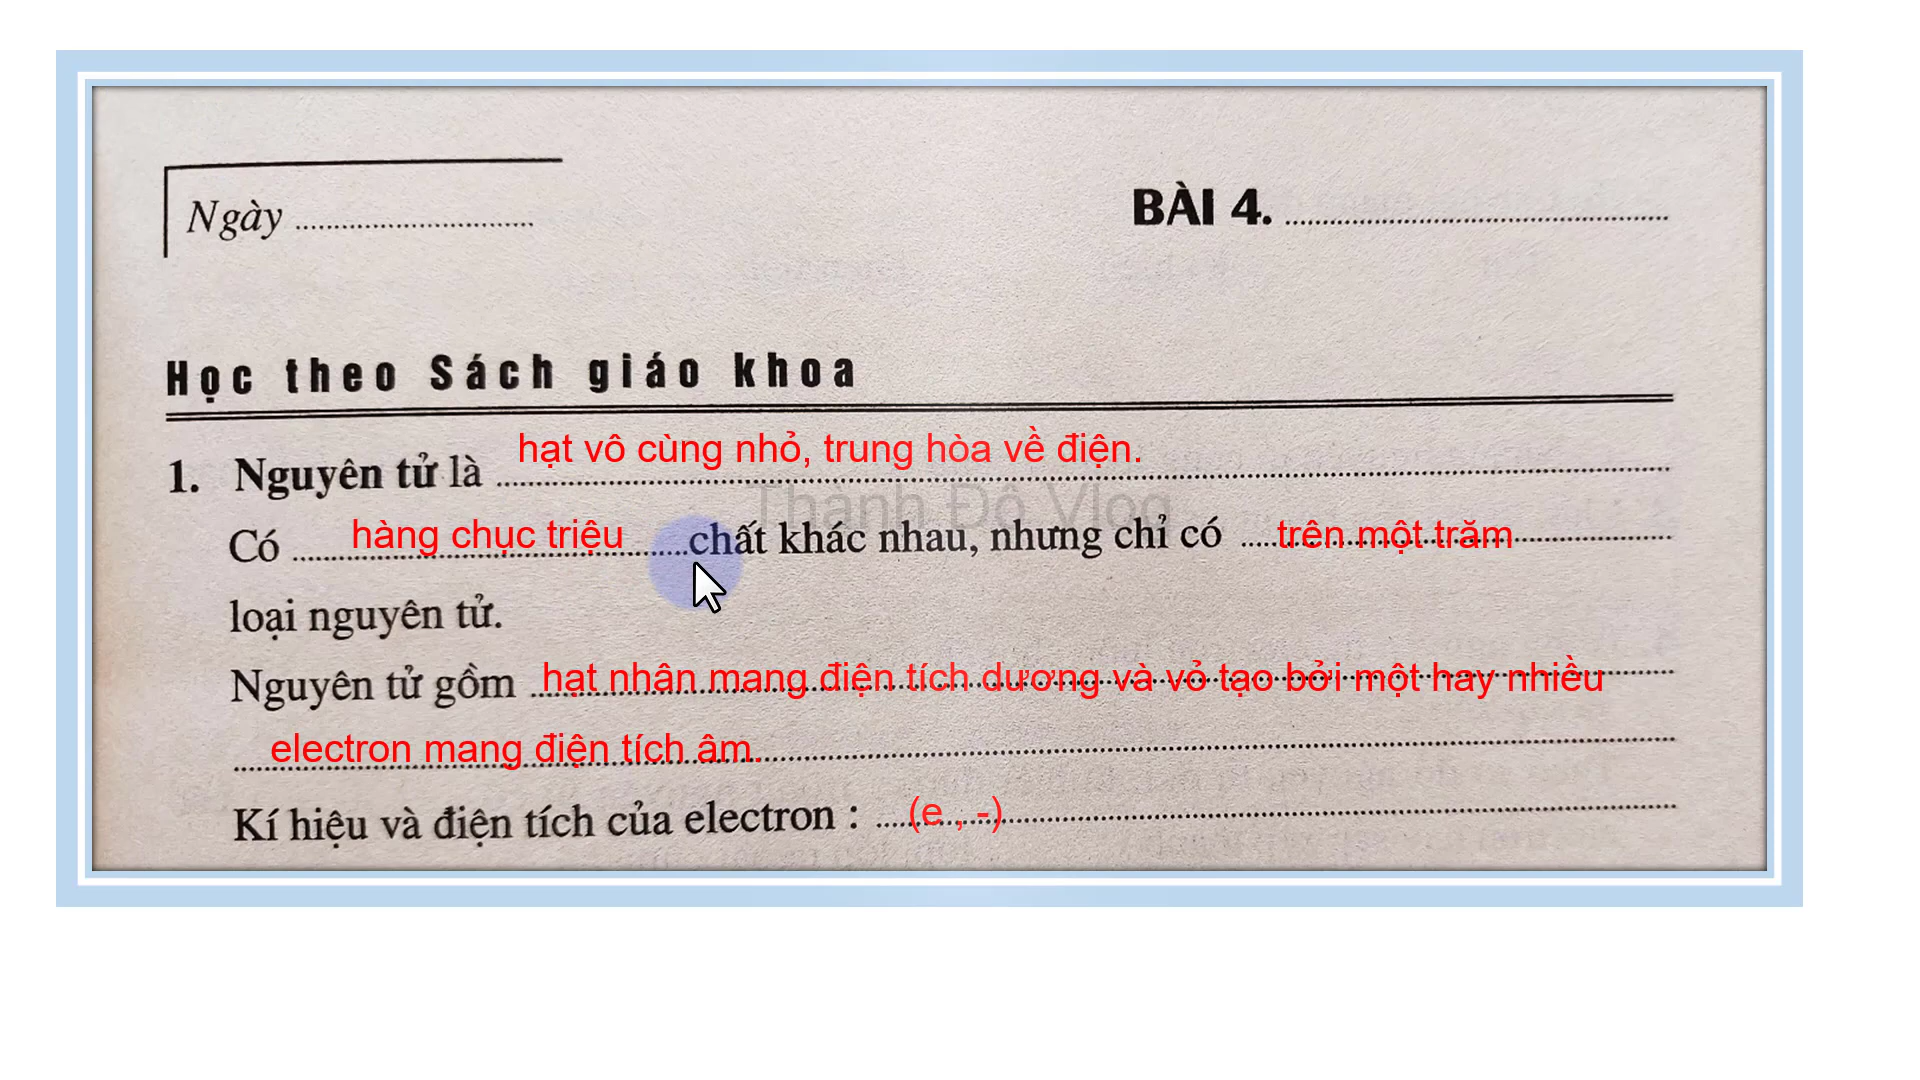 Ngày ..............................
BÀI 4. ..............................
Học theo Sách giáo khoa
1. Nguyên tử là hạt vô cùng nhỏ, trung hòa về điện.
Thành Đô Vlog
Có hàng chục triệu chất khác nhau, nhưng chỉ có trên một trăm
loại nguyên tử.
Nguyên tử gồm hạt nhân mang điện tích dương và vỏ tạo bởi một hay nhiều
electron mang điện tích âm.
Kí hiệu và điện tích của electron : (e , -)